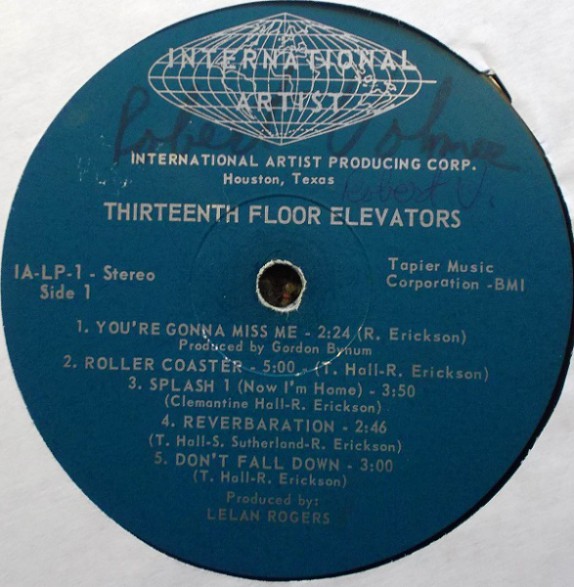 INTERNATIONAL
ARTIST
INTERNATIONAL ARTIST PRODUCING CORP.
Houston, Texas
THIRTEENTH FLOOR ELEVATORS
IA-LP-1 - Stereo
Side 1
Tapier Music
Corporation -BMI
1. YOU'RE GONNA MISS ME - 2:24 (R. Erickson)
Produced by Gordon Bynum
2. ROLLER COASTER - 5:00 (T. Hall-R. Erickson)
3. SPLASH 1 (Now I'm Home) - 3:50
(Clemantine Hall-R. Erickson)
4. REVERBARATION - 2:46
(T. Hall-S. Sutherland-R. Erickson)
5. DON'T FALL DOWN - 3:00
(T. Hall-R. Erickson)
Produced by:
LELAN ROGERS